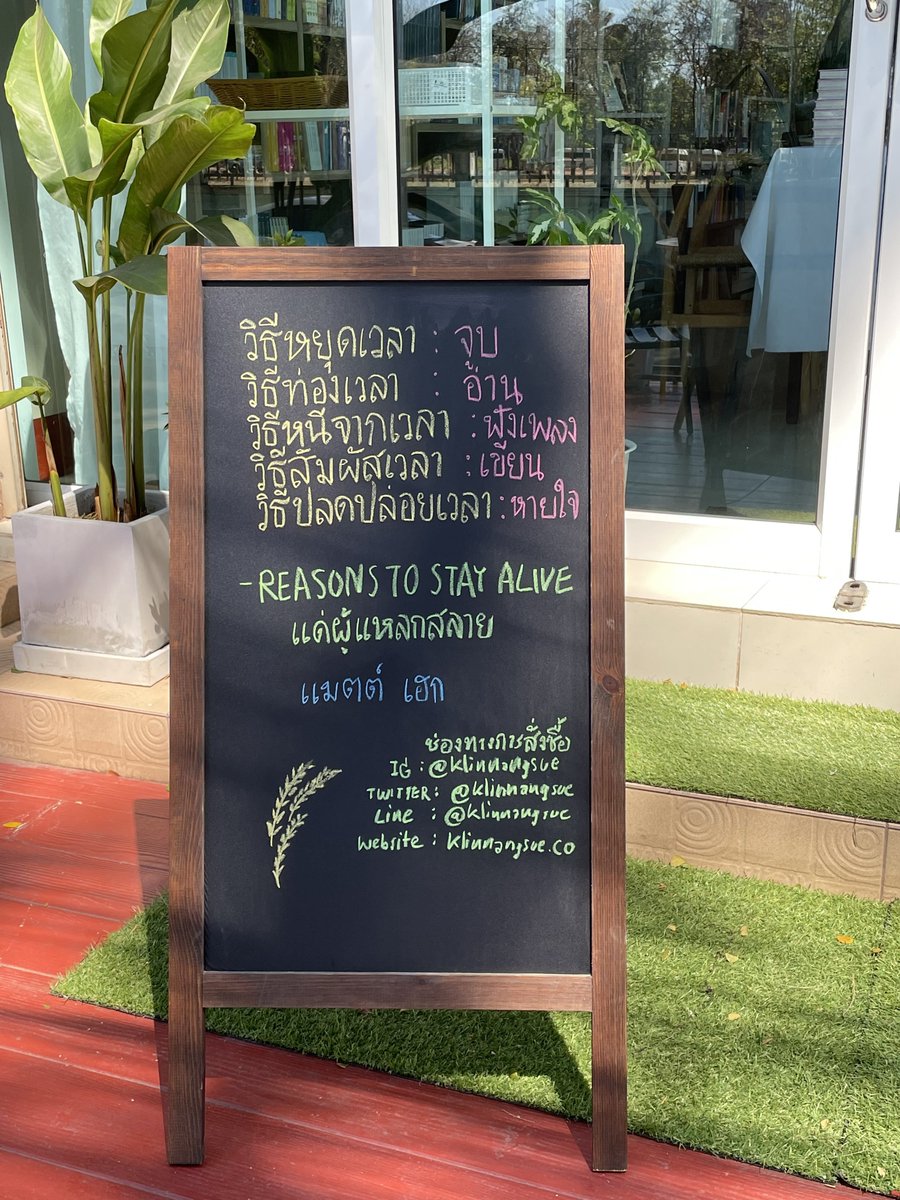 วิธีหยุดเวลา : จูบ
วิธีท่องเวลา : อ่าน
วิธีหนีจากเวลา : ฟังเพลง
วิธีสัมผัสเวลา : เขียน
วิธีปลดปล่อยเวลา : หายใจ
- REASONS TO STAY ALIVE
แด่ผู้แหลกสลาย
แมตต์ เฮก
ช่องทางการสั่งซื้อ
IG : @klinnangsue
TWITTER : @klinnangsue
Line : @klinnangsue
Website : klinnangsue.co